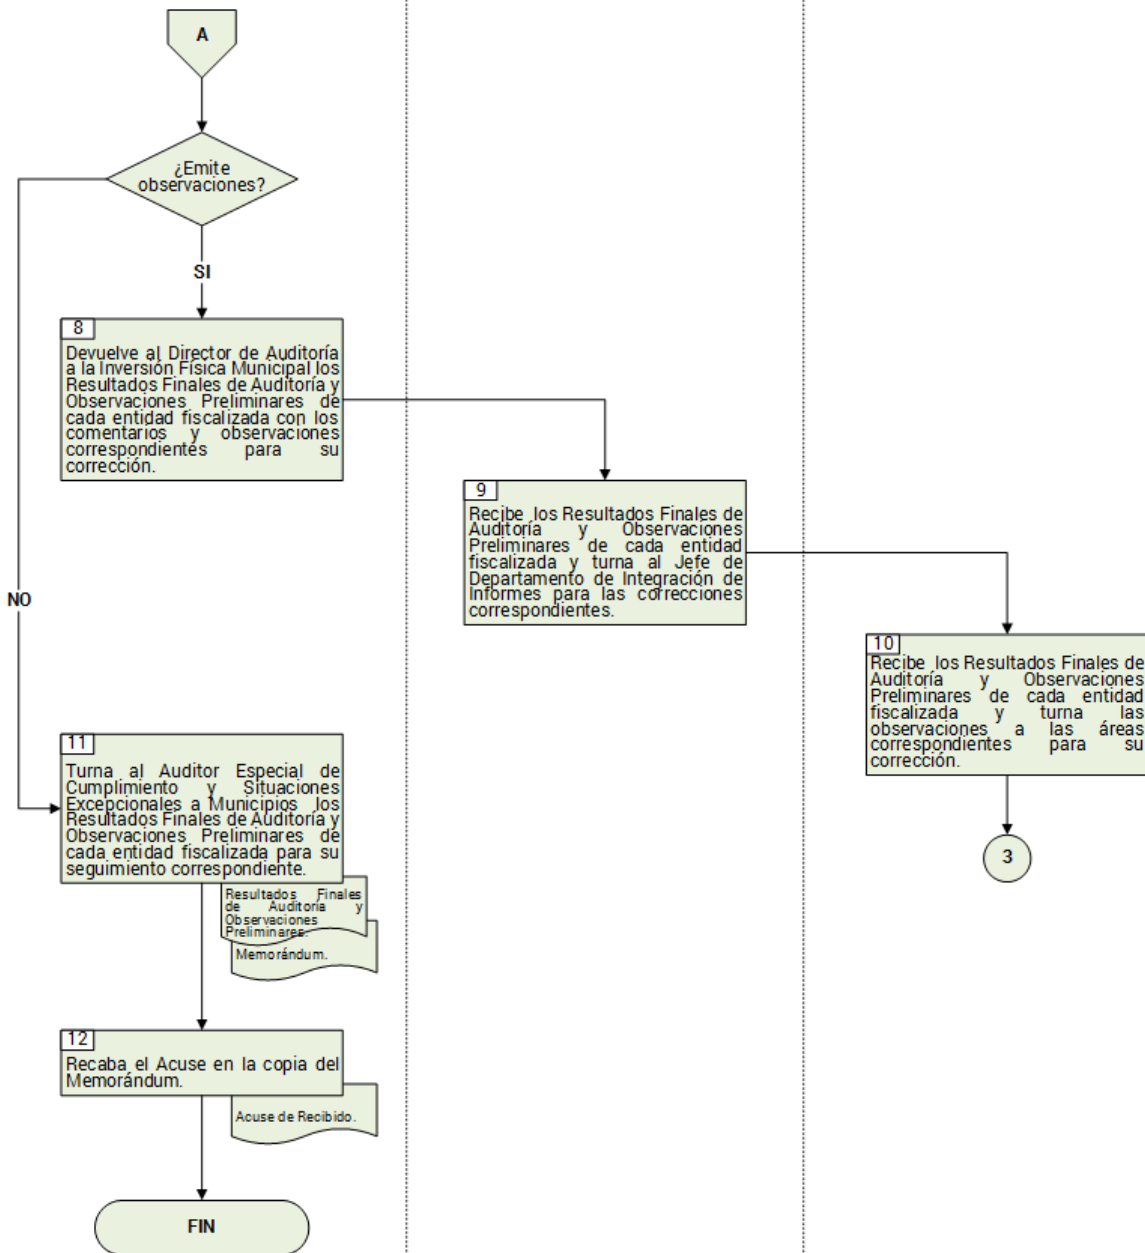 A
¿Emite
observaciones?
SI
8
Devuelve al Director de Auditoría
a la Inversión Física Municipal los
Resultados Finales de Auditoría y
Observaciones Preliminares de
cada entidad fiscalizada con los
comentarios y observaciones
correspondientes para su
corrección.
9
Recibe los Resultados Finales de
Auditoría y Observaciones
Preliminares de cada entidad
fiscalizada y turna al Jefe de
Departamento de Integración de
Informes para las correcciones
correspondientes.
NO
10
Recibe los Resultados Finales de
Auditoría y Observaciones
Preliminares de cada entidad
fiscalizada y turna las
observaciones a las áreas
correspondientes para su
corrección.
3
11
Turna al Auditor Especial de
Cumplimiento y Situaciones
Excepcionales a Municipios los
Resultados Finales de Auditoría y
Observaciones Preliminares de
cada entidad fiscalizada para su
seguimiento correspondiente.
Resultados Finales
de Auditoría y
Observaciones
Preliminares.
Memorándum.
12
Recaba el Acuse en la copia del
Memorándum.
Acuse de Recibido.
FIN